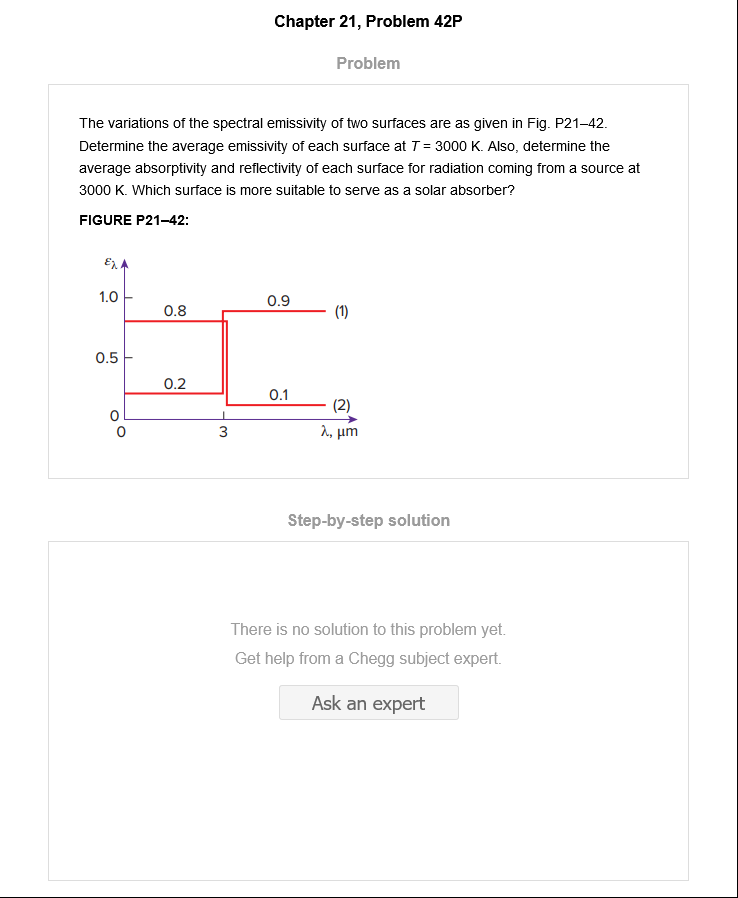 Chapter 21, Problem 42P
Problem
The variations of the spectral emissivity of two surfaces are as given in Fig. P21–42.
Determine the average emissivity of each surface at T = 3000 K. Also, determine the
average absorptivity and reflectivity of each surface for radiation coming from a source at
3000 K. Which surface is more suitable to serve as a solar absorber?
FIGURE P21–42:
ελ
1.0
0.8
0.9
(1)
0.5
0.2
0.1
(2)
0
0
3
λ, μm
Step-by-step solution
There is no solution to this problem yet.
Get help from a Chegg subject expert.
Ask an expert